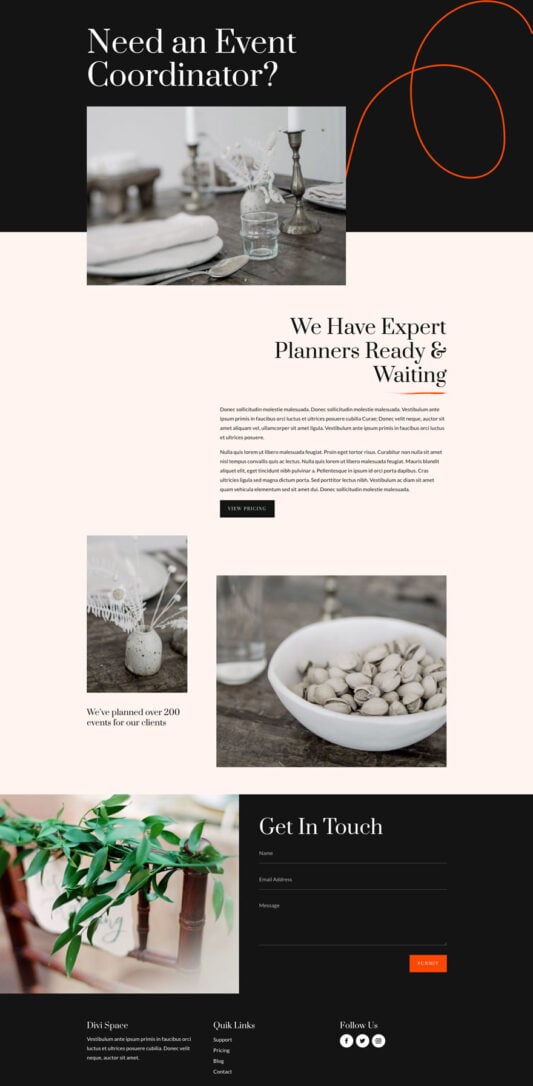 Need an Event
Coordinator?
We Have Expert
Planners Ready &
Waiting
Donec sollicitudin molestie malesuada. Donec sollicitudin molestie malesuada. Vestibulum ante
ipsum primis in faucibus orci luctus et ultrices posuere cubilia Curae; Donec velit neque, auctor sit
amet aliquam vel, ullamcorper sit amet ligula. Vestibulum ante ipsum primis in faucibus orci luctus
et ultrices posuere.
Nulla quis lorem ut libero malesuada feugiat. Proin eget tortor risus. Curabitur non nulla sit amet
nisl tempus convallis quis ac lectus. Nulla quis lorem ut libero malesuada feugiat. Mauris blandit
aliquet elit, eget tincidunt nibh pulvinar a. Pellentesque in ipsum id orci porta dapibus. Cras
ultricies ligula sed magna dictum porta. Sed porttitor lectus nibh. Vestibulum ac diam sit amet
quam vehicula elementum sed sit amet dui. Donec sollicitudin molestie malesuada.
VIEW PRICING
We've planned over 200
events for our clients
Get In Touch
Name
Email Address
Message
SUBMIT
Divi Space
Vestibulum ante ipsum primis in faucibus orci
luctus et ultrices posuere cubilia. Donec velit
neque, auctor sit amet.
Quik Links
Support
Pricing
Blog
Contact
Follow Us